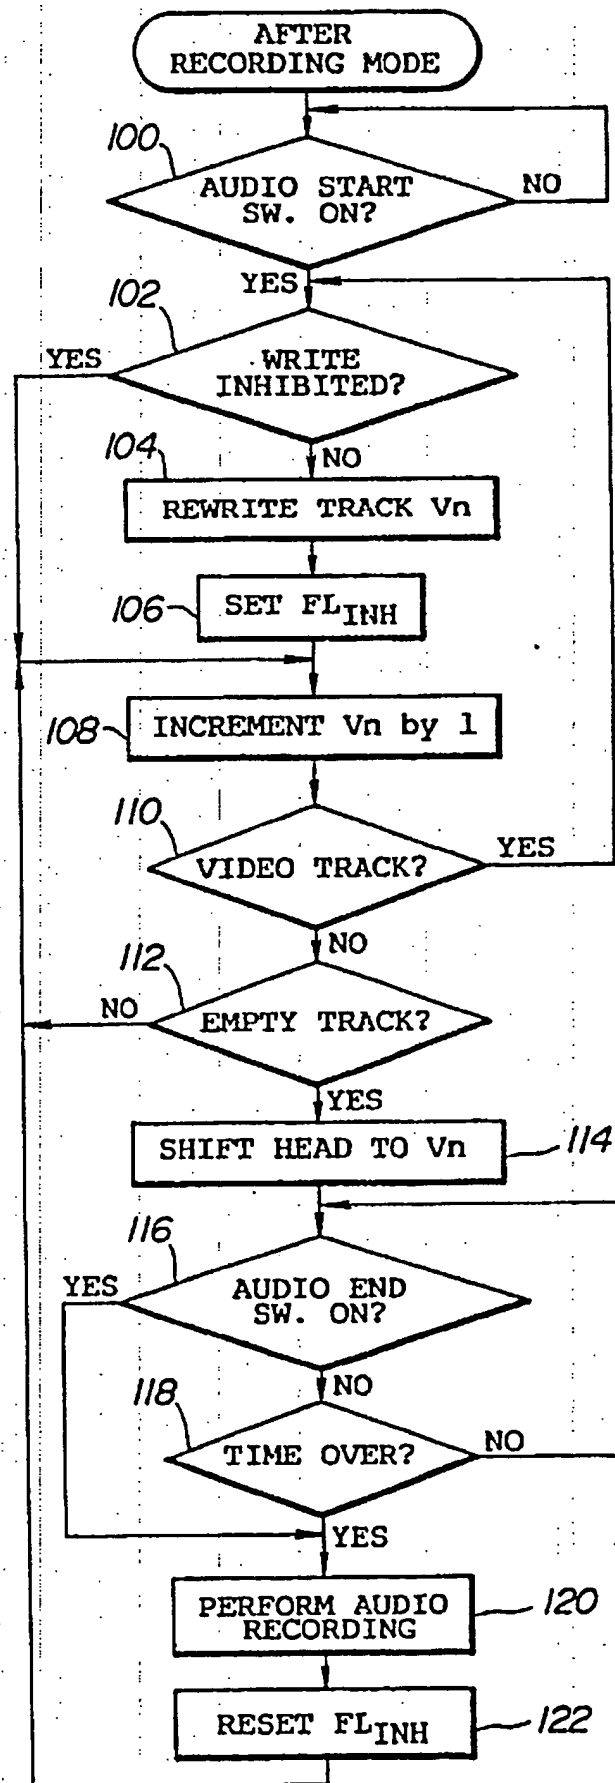 AFTER
RECORDING MODE
100
AUDIO START
SW. ON?
NO
YES
102
YES
WRITE
INHIBITED?
NO
104
REWRITE TRACK Vn
106
SET FLINH
108
INCREMENT Vn by 1
110
VIDEO TRACK?
YES
NO
112
NO
EMPTY TRACK?
YES
SHIFT HEAD TO Vn
114
116
YES
AUDIO END
SW. ON?
NO
118
TIME OVER?
NO
YES
PERFORM AUDIO
RECORDING
120
RESET FLINH
122